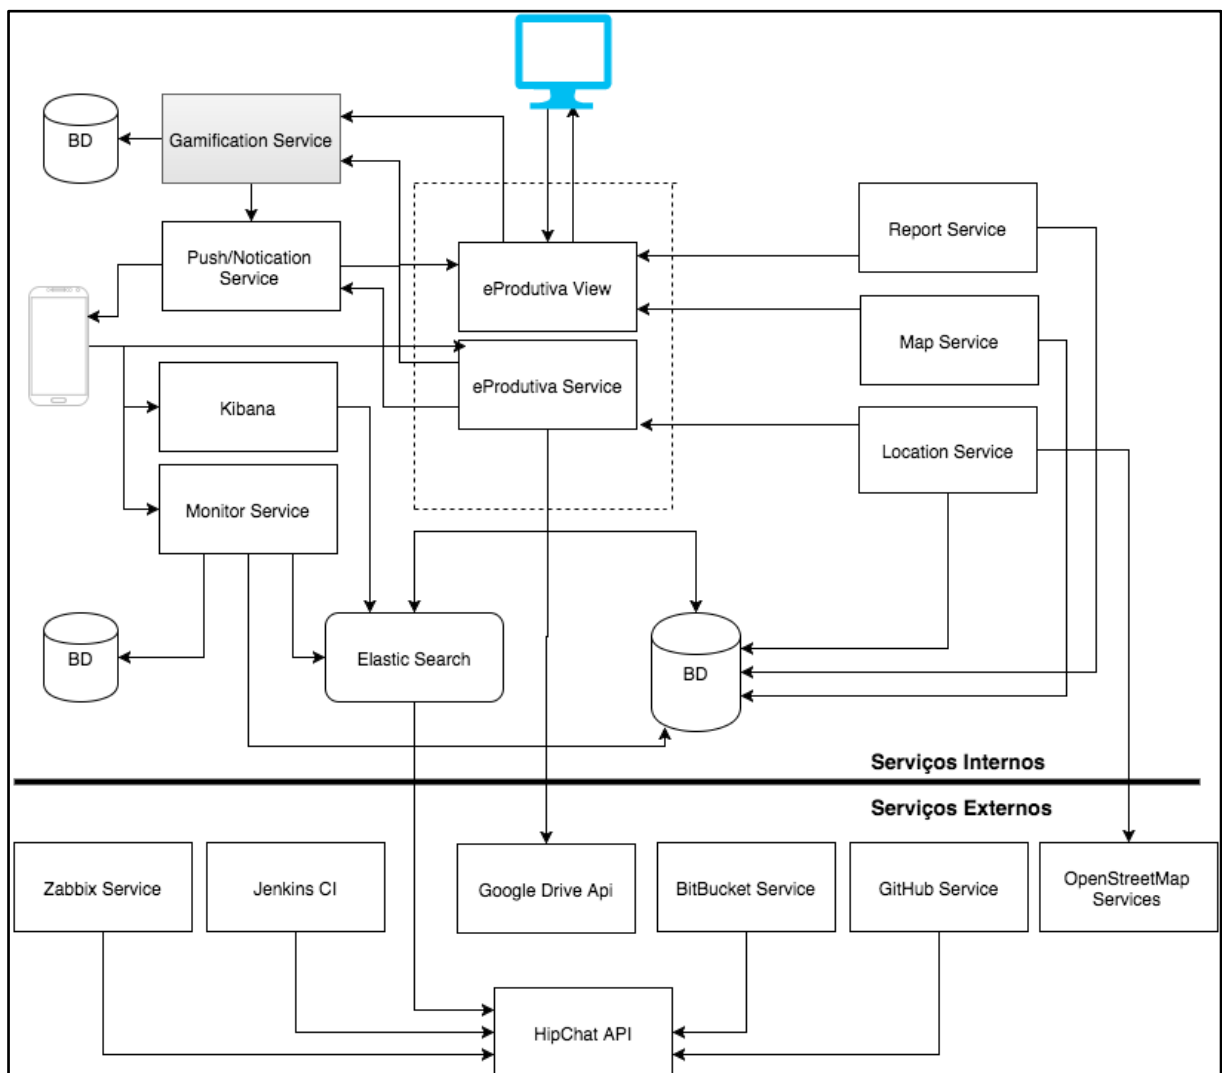 BD
Gamification Service
Push/Notication
Service
eProdutiva View
Report Service
Map Service
eProdutiva Service
Kibana
Location Service
Monitor Service
BD
Elastic Search
BD
Serviços Internos
Serviços Externos
Zabbix Service
Jenkins CI
Google Drive Api
BitBucket Service
GitHub Service
OpenStreetMap
Services
HipChat API